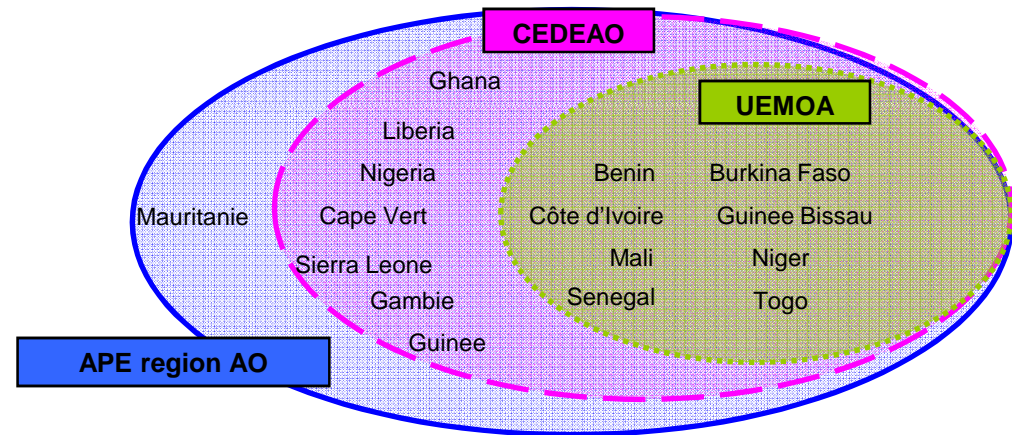 CEDEAO
Ghana
UEMOA
Liberia
Nigeria
Benin
Burkina Faso
Mauritanie
Cape Vert
Côte d'Ivoire
Guinee Bissau
Sierra Leone
Mali
Niger
Gambie
Senegal
Togo
Guinee
APE region AO